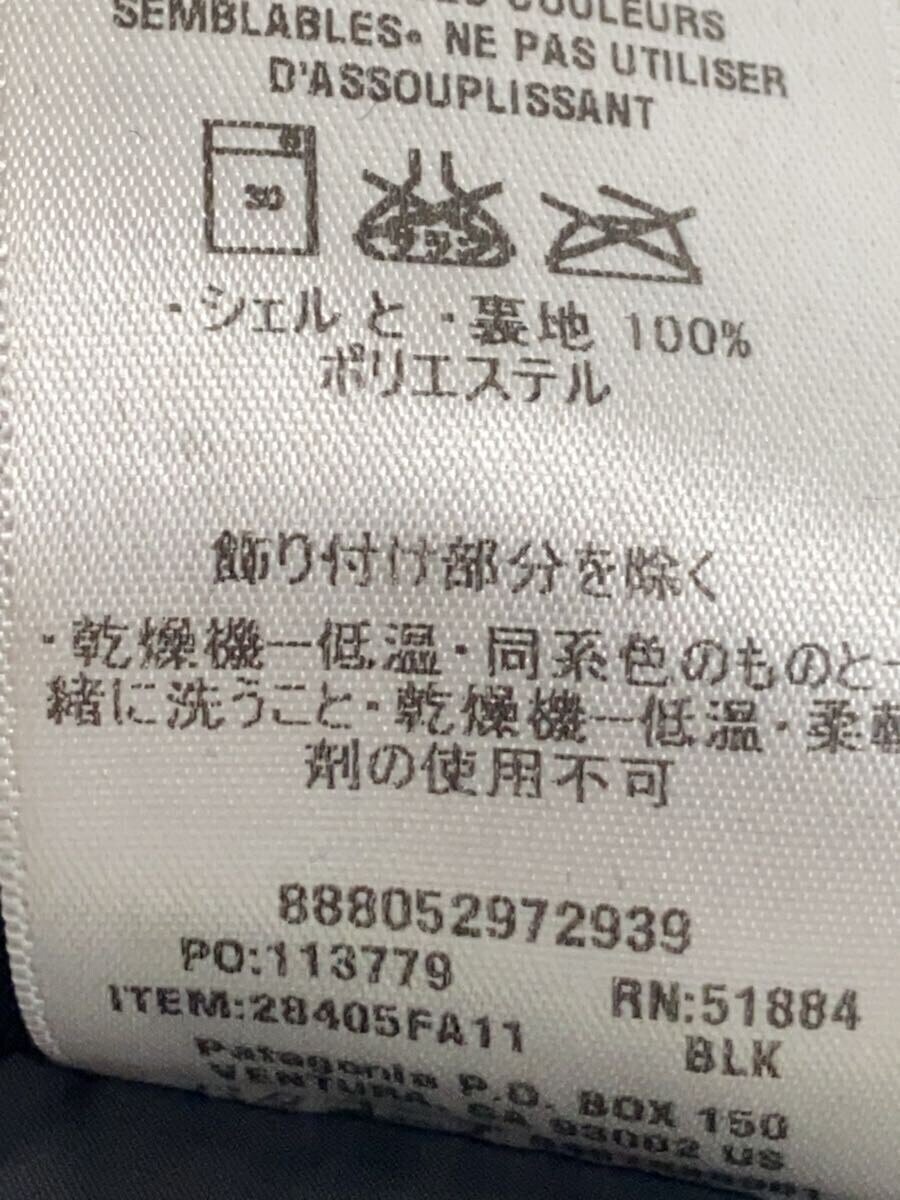 COULEURS
SEMBLABLES. NE PAS UTILISER
D'ASSOUPLISSANT
30
・シェル と ・裏地 100%
ポリエステル
飾り付け部分を除く
・乾燥機一低温・同系色のものと一
緒に洗うこと・乾燥機一低温・柔軟
剤の使用不可
888052972939
PO:113779
RN:51884
ITEM:28405FA11
BLK
Patagonia P.O. BOX 150
VENTURA, CA 93002 US